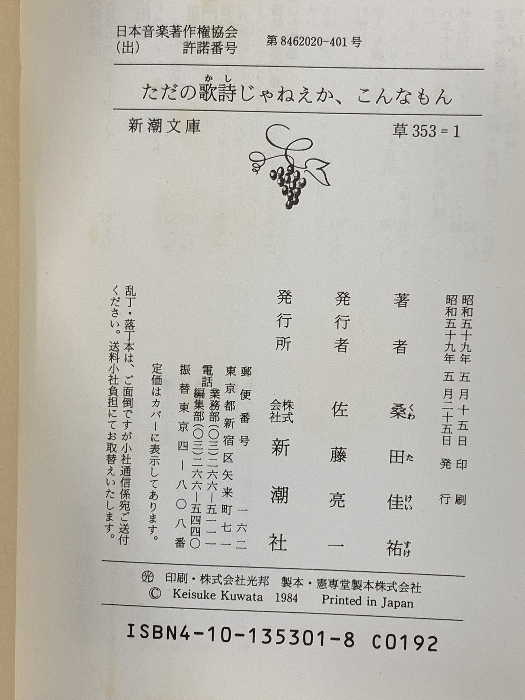 日本音楽著作権協会
(出) 許諾番号 第8462020-401号
ただの歌詩じゃねえか、こんなもん
かし
新潮文庫
草353=1
昭和五十九年 五月十五日 印刷
昭和五十九年 五月二十五日 発行
著者 桑田佳祐
くわ た けい すけ
発行者 佐藤亮一
発行所 株式会社 新潮社
郵便番号 一六二
東京都新宿区矢来町七一
電話 業務部(〇三)二六六―五一一一
編集部(〇三)二六六―五四四〇
振替東京四―八〇八番
定価はカバーに表示してあります。
乱丁・落丁本は、ご面倒ですが小社通信係宛ご送付
ください。送料小社負担にてお取替えいたします。
光 印刷・株式会社光邦 製本・憲専堂製本株式会社
© Keisuke Kuwata 1984 Printed in Japan
ISBN4-10-135301-8 C0192